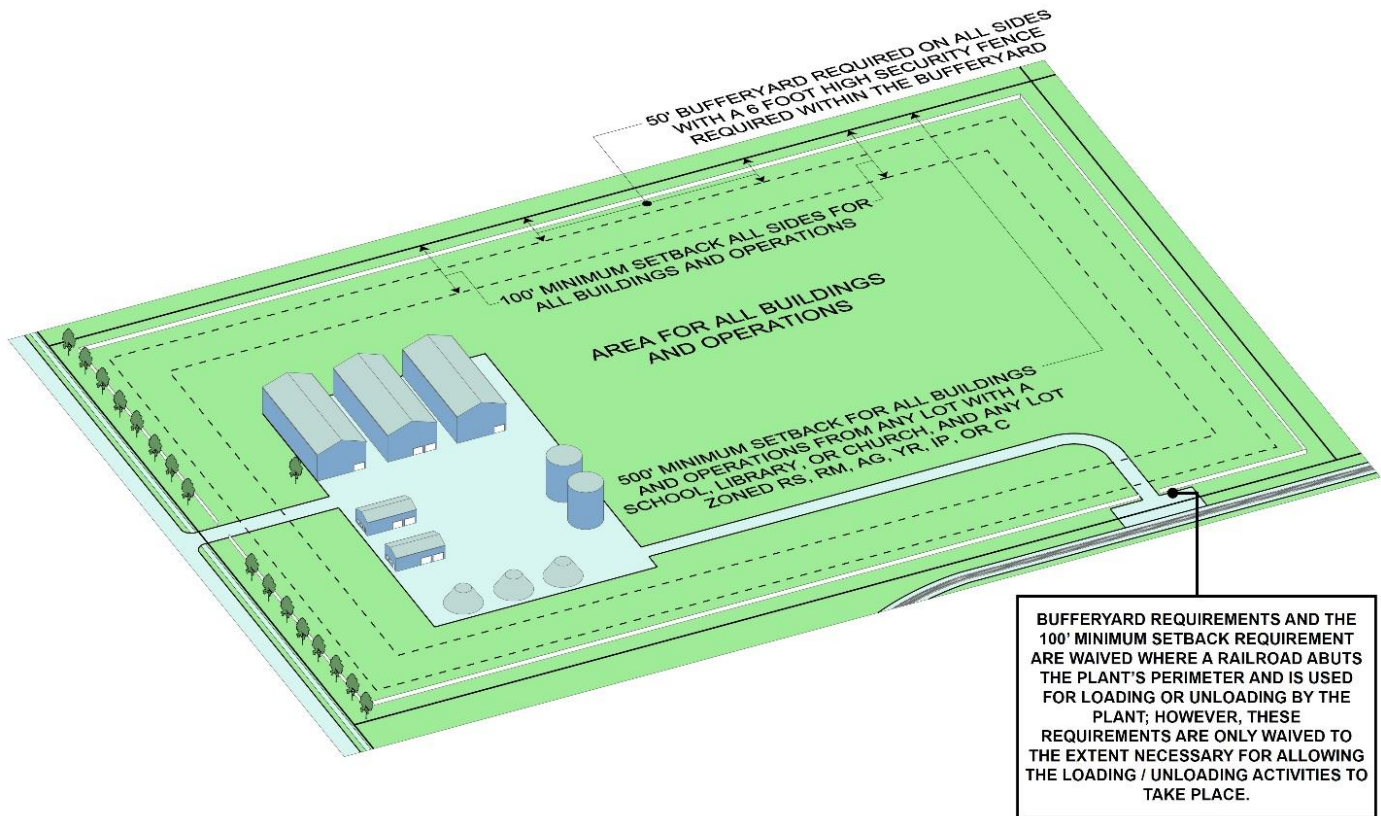 50' BUFFERYARD REQUIRED ON ALL SIDES
WITH A 6 FOOT HIGH SECURITY FENCE
REQUIRED WITHIN THE BUFFERYARD
100' MINIMUM SETBACK ALL SIDES FOR
ALL BUILDINGS AND OPERATIONS
AREA FOR ALL BUILDINGS
AND OPERATIONS
500' MINIMUM SETBACK FOR ALL BUILDINGS
AND OPERATIONS FROM ANY LOT WITH A
SCHOOL, LIBRARY, OR CHURCH, AND ANY LOT
ZONED RS, RM, AG, YR, IP, OR C
BUFFERYARD REQUIREMENTS AND THE
100' MINIMUM SETBACK REQUIREMENT
ARE WAIVED WHERE A RAILROAD ABUTS
THE PLANT'S PERIMETER AND IS USED
FOR LOADING OR UNLOADING BY THE
PLANT; HOWEVER, THESE
REQUIREMENTS ARE ONLY WAIVED TO
THE EXTENT NECESSARY FOR ALLOWING
THE LOADING / UNLOADING ACTIVITIES TO
TAKE PLACE.